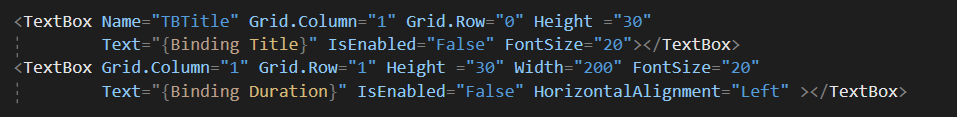 <TextBox Name="TBTitle" Grid.Column="1" Grid.Row="0" Height ="30"
Text="{Binding Title}" IsEnabled="False" FontSize="20"></TextBox>
<TextBox Grid.Column="1" Grid.Row="1" Height ="30" Width="200" FontSize="20"
Text="{Binding Duration}" IsEnabled="False" HorizontalAlignment="Left" ></TextBox>